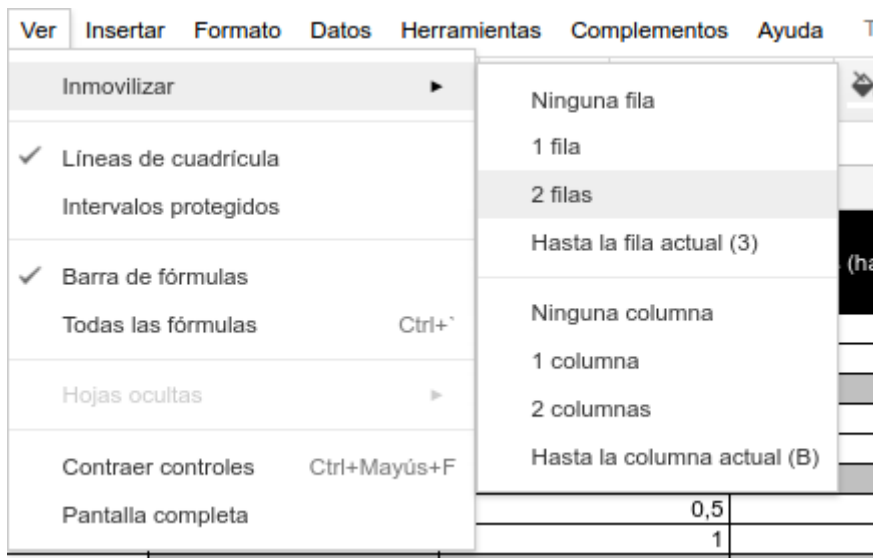 Ver Insertar Formato Datos Herramientas Complementos Ayuda
Inmovilizar
Líneas de cuadrícula
Intervalos protegidos
Barra de fórmulas
Todas las fórmulas Ctrl+`
Hojas ocultas
Contraer controles Ctrl+Mayús+F
Pantalla completa
Ninguna fila
1 fila
2 filas
Hasta la fila actual (3)
Ninguna columna
1 columna
2 columnas
Hasta la columna actual (B)
0,5
1